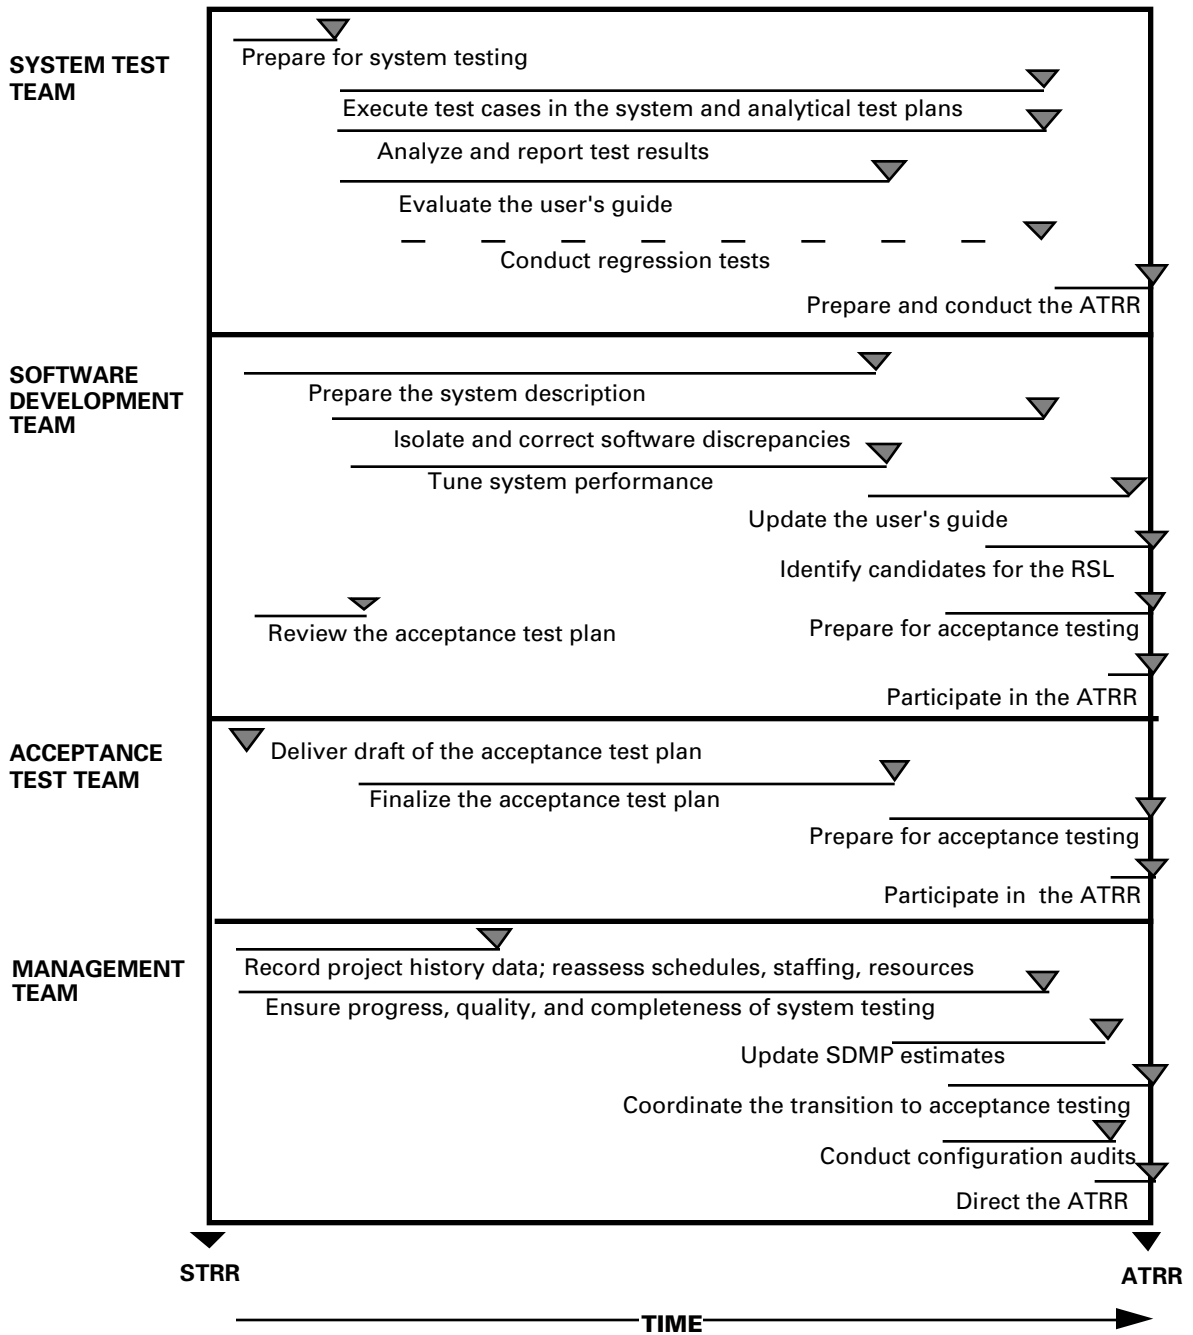 SYSTEM TEST
TEAM
Prepare for system testing
Execute test cases in the system and analytical test plans
Analyze and report test results
Evaluate the user's guide
Conduct regression tests
Prepare and conduct the ATRR
SOFTWARE
DEVELOPMENT
TEAM
Prepare the system description
Isolate and correct software discrepancies
Tune system performance
Update the user's guide
Identify candidates for the RSL
Review the acceptance test plan
Prepare for acceptance testing
Participate in the ATRR
ACCEPTANCE
TEST TEAM
Deliver draft of the acceptance test plan
Finalize the acceptance test plan
Prepare for acceptance testing
Participate in the ATRR
MANAGEMENT
TEAM
Record project history data; reassess schedules, staffing, resources
Ensure progress, quality, and completeness of system testing
Update SDMP estimates
Coordinate the transition to acceptance testing
Conduct configuration audits
Direct the ATRR
STRR
ATRR
TIME